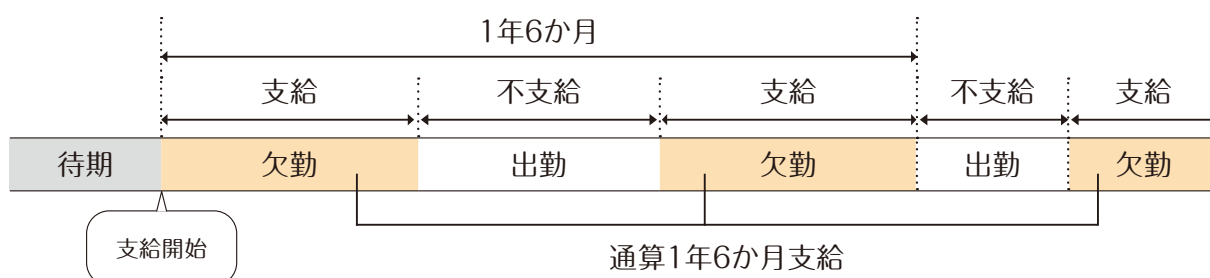 1年6か月
支給 不支給 支給 不支給 支給
待期 欠勤 出勤 欠勤 出勤 欠勤
支給開始
通算1年6か月支給